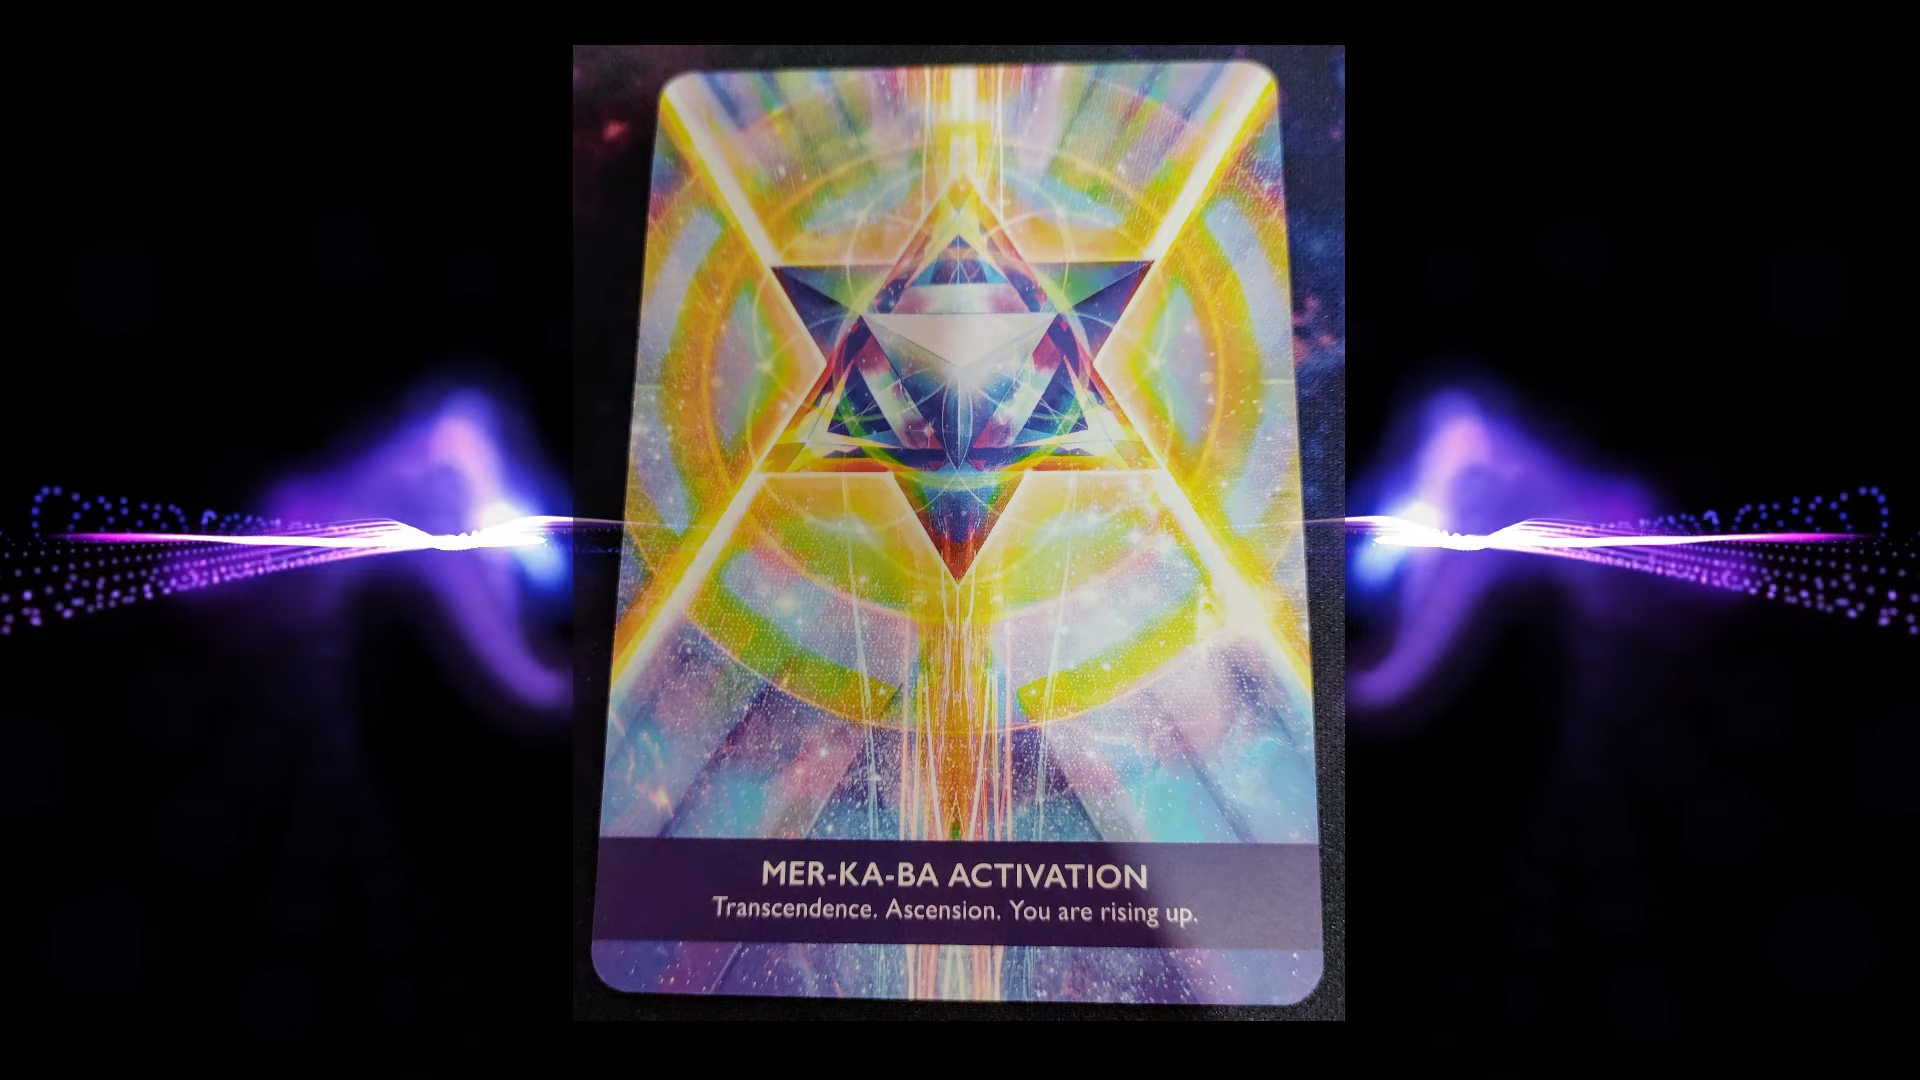 MER-KA-BA ACTIVATION
Transcendence. Ascension. You are rising up.